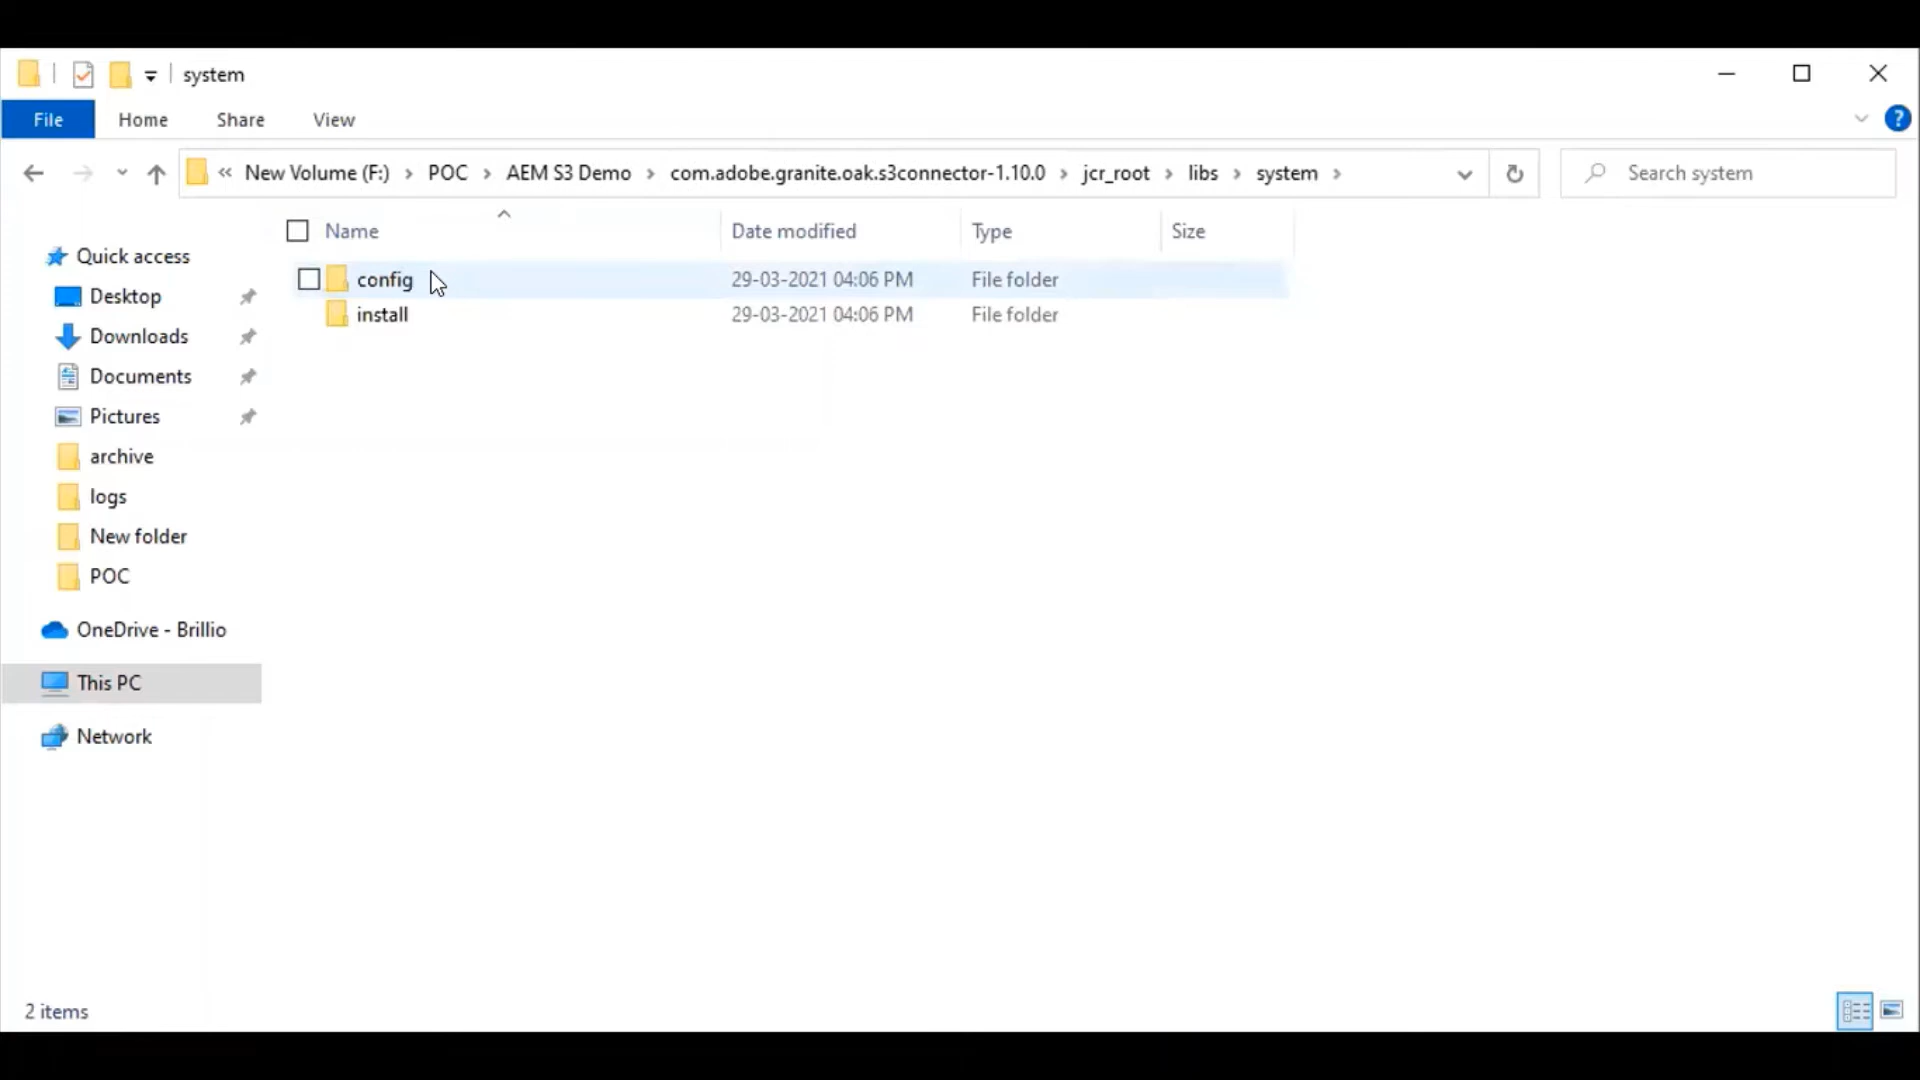 system
File Home Share View ?
« New Volume (F:) › POC › AEM S3 Demo › com.adobe.granite.oak.s3connector-1.10.0 › jcr_root › libs › system ›
Search system
Name Date modified Type Size
config 29-03-2021 04:06 PM File folder
install 29-03-2021 04:06 PM File folder
Quick access
Desktop
Downloads
Documents
Pictures
archive
logs
New folder
POC
OneDrive - Brillio
This PC
Network
2 items